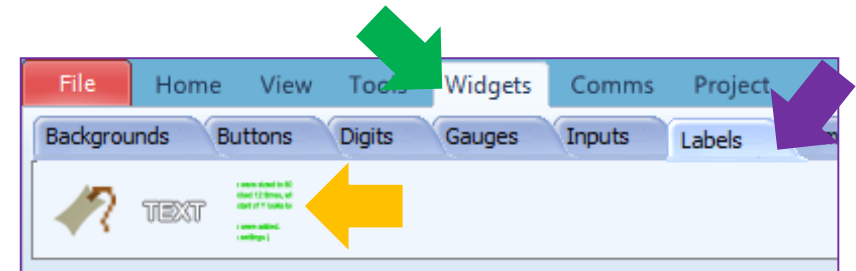 File Home View Tools Widgets Comms Project
Backgrounds Buttons Digits Gauges Inputs Labels
TEXT